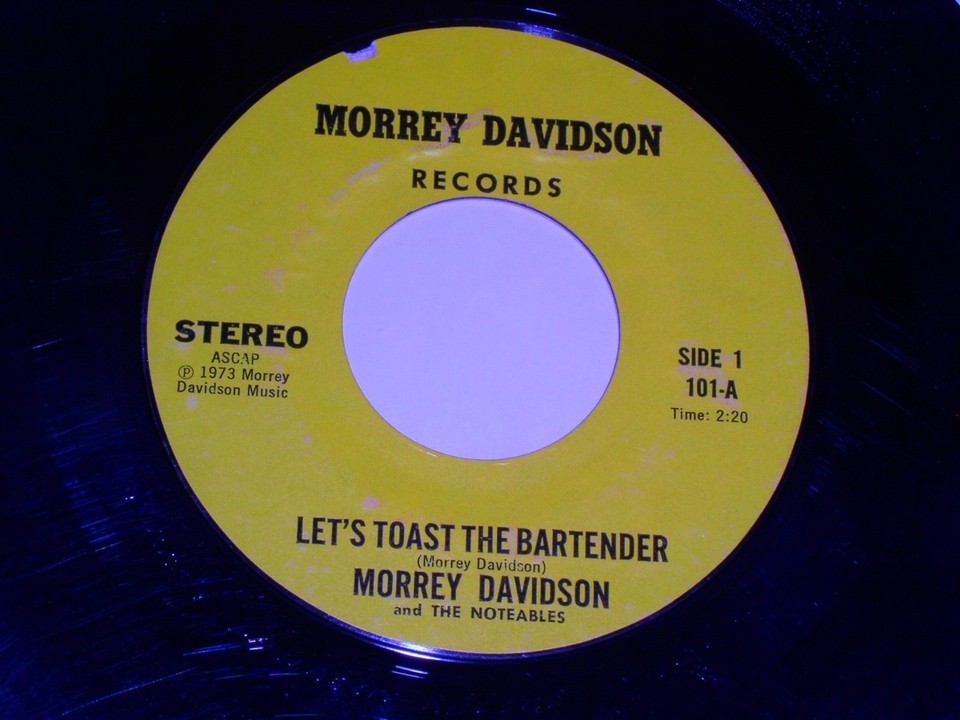 MORREY DAVIDSON
RECORDS
STEREO
ASCAP
Ⓟ 1973 Morrey
Davidson Music
SIDE 1
101-A
Time: 2:20
LET'S TOAST THE BARTENDER
(Morrey Davidson)
MORREY DAVIDSON
and THE NOTEABLES